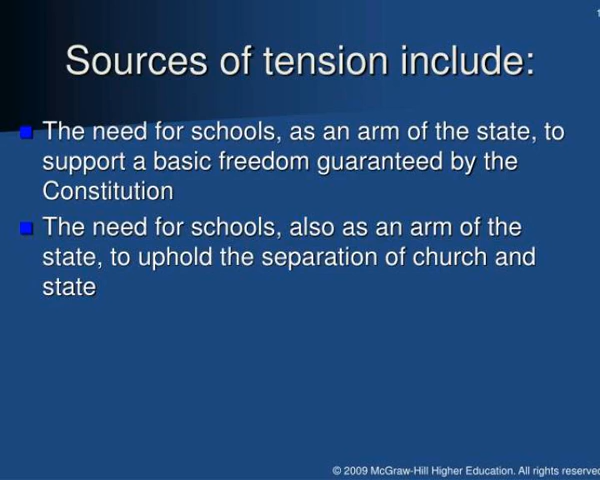 1
Sources of tension include:
The need for schools, as an arm of the state, to
support a basic freedom guaranteed by the
Constitution
The need for schools, also as an arm of the
state, to uphold the separation of church and
state
© 2009 McGraw-Hill Higher Education. All rights reserved